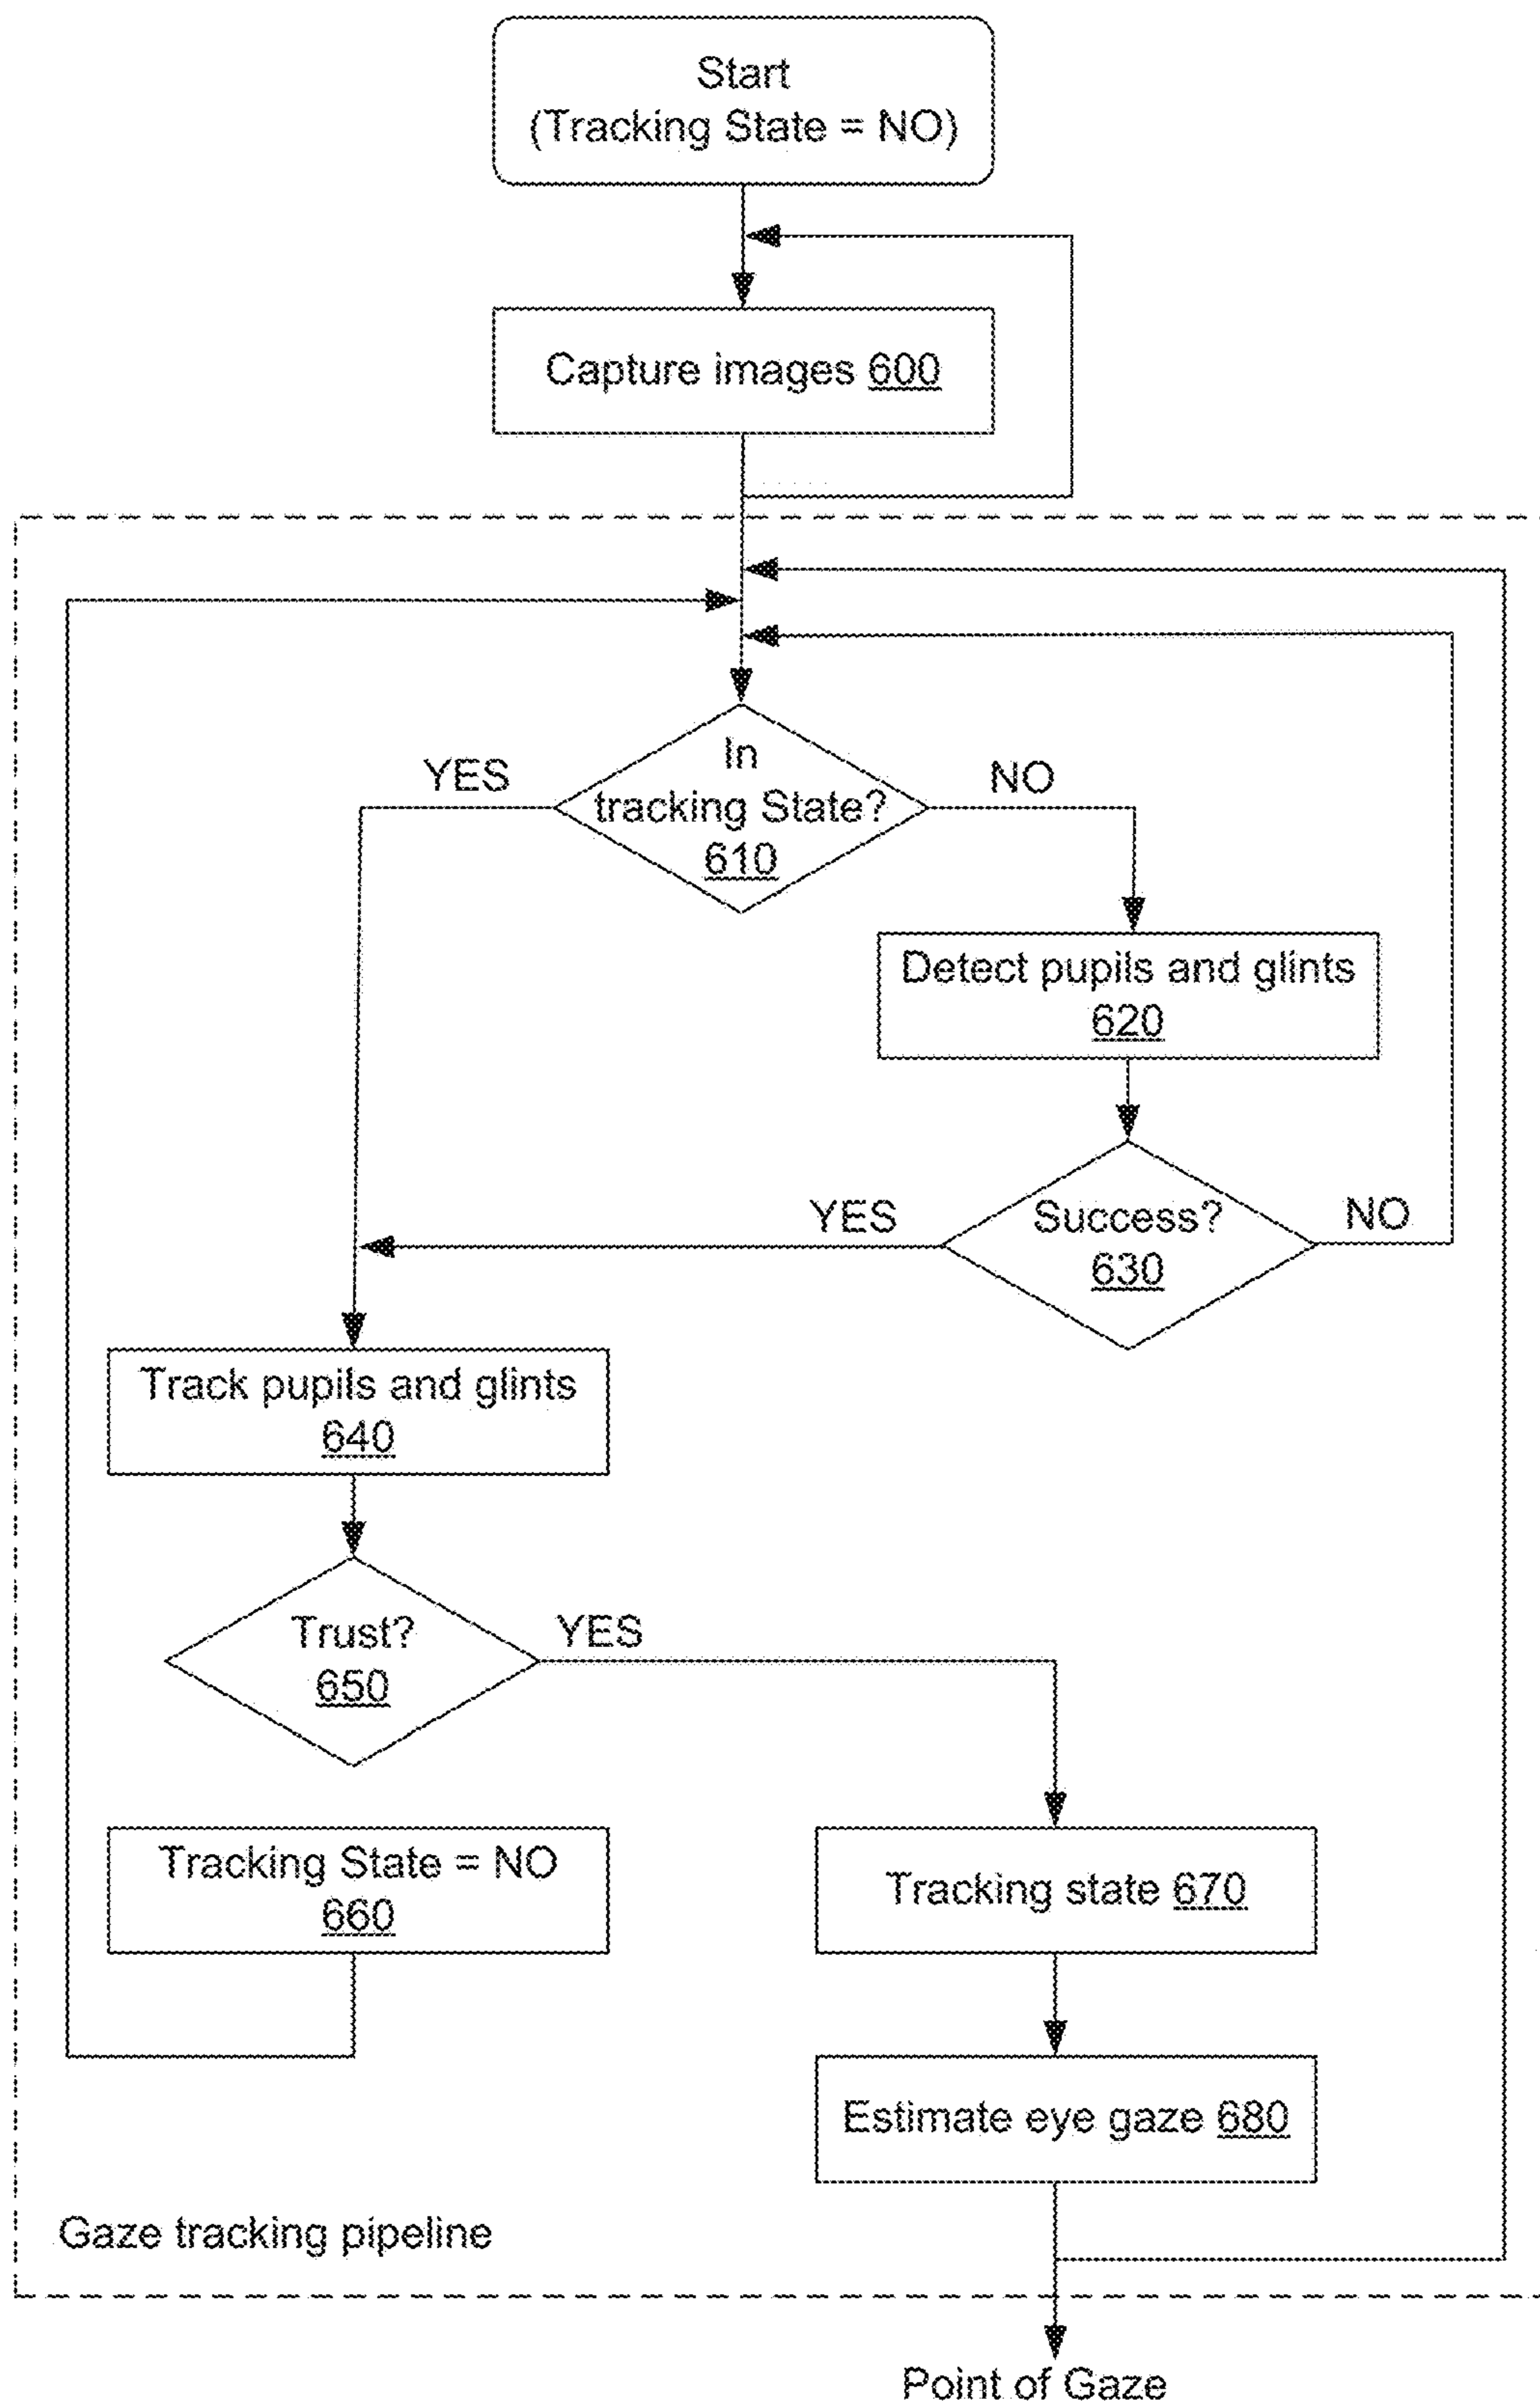 Start
(Tracking State = NO)
Capture images 600
In
tracking State?
610
YES
NO
Detect pupils and glints
620
Success?
630
YES
NO
Track pupils and glints
640
Trust?
650
YES
Tracking State = NO
660
Tracking state 670
Estimate eye gaze 680
Gaze tracking pipeline
Point of Gaze